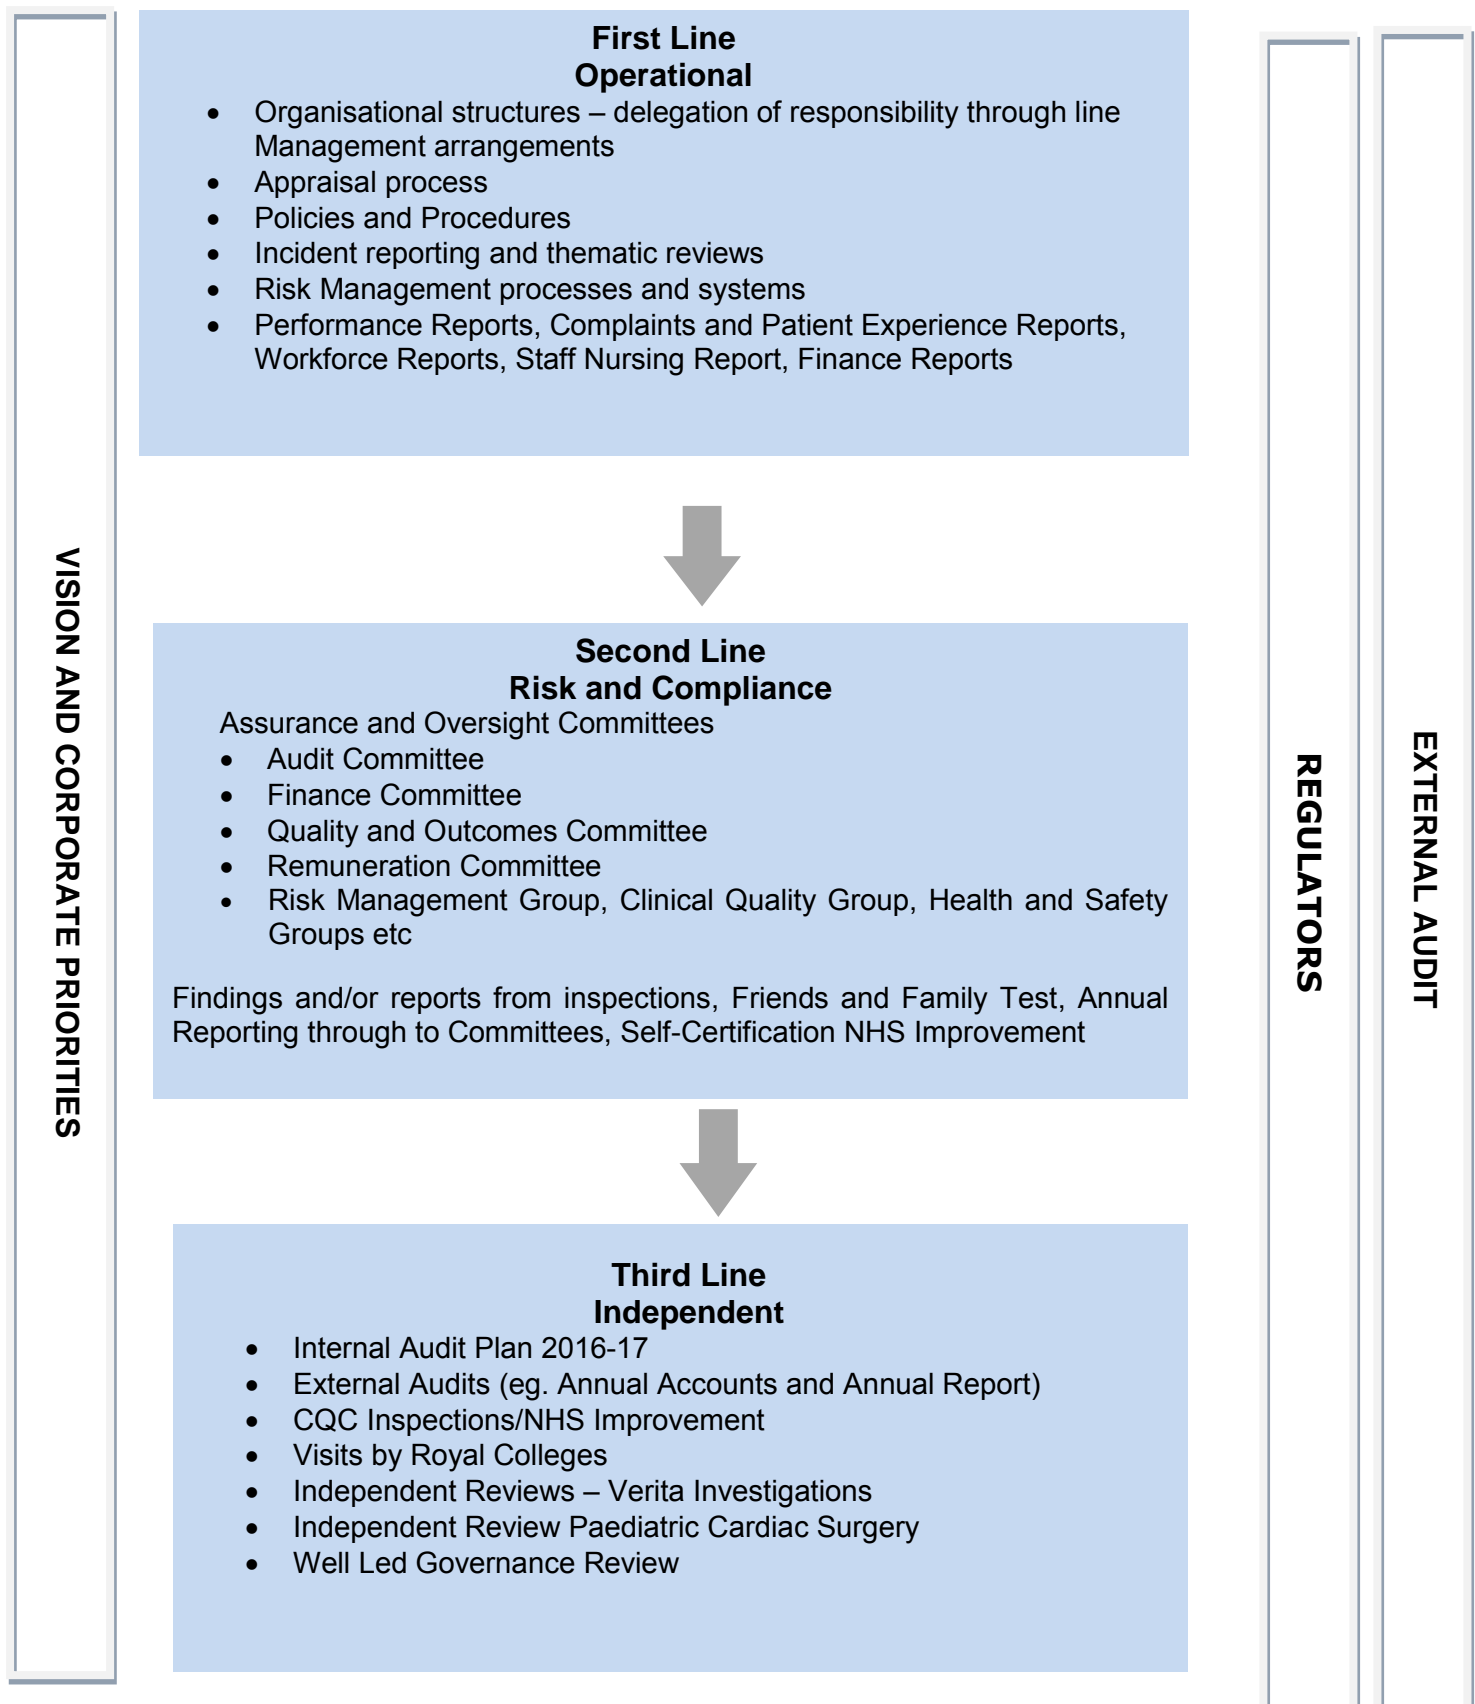 VISION AND CORPORATE PRIORITIES
First Line
Operational
• Organisational structures – delegation of responsibility through line
Management arrangements
• Appraisal process
• Policies and Procedures
• Incident reporting and thematic reviews
• Risk Management processes and systems
• Performance Reports, Complaints and Patient Experience Reports,
Workforce Reports, Staff Nursing Report, Finance Reports
Second Line
Risk and Compliance
Assurance and Oversight Committees
• Audit Committee
• Finance Committee
• Quality and Outcomes Committee
• Remuneration Committee
• Risk Management Group, Clinical Quality Group, Health and Safety
Groups etc
Findings and/or reports from inspections, Friends and Family Test, Annual
Reporting through to Committees, Self-Certification NHS Improvement
Third Line
Independent
• Internal Audit Plan 2016-17
• External Audits (eg. Annual Accounts and Annual Report)
• CQC Inspections/NHS Improvement
• Visits by Royal Colleges
• Independent Reviews – Verita Investigations
• Independent Review Paediatric Cardiac Surgery
• Well Led Governance Review
REGULATORS
EXTERNAL AUDIT